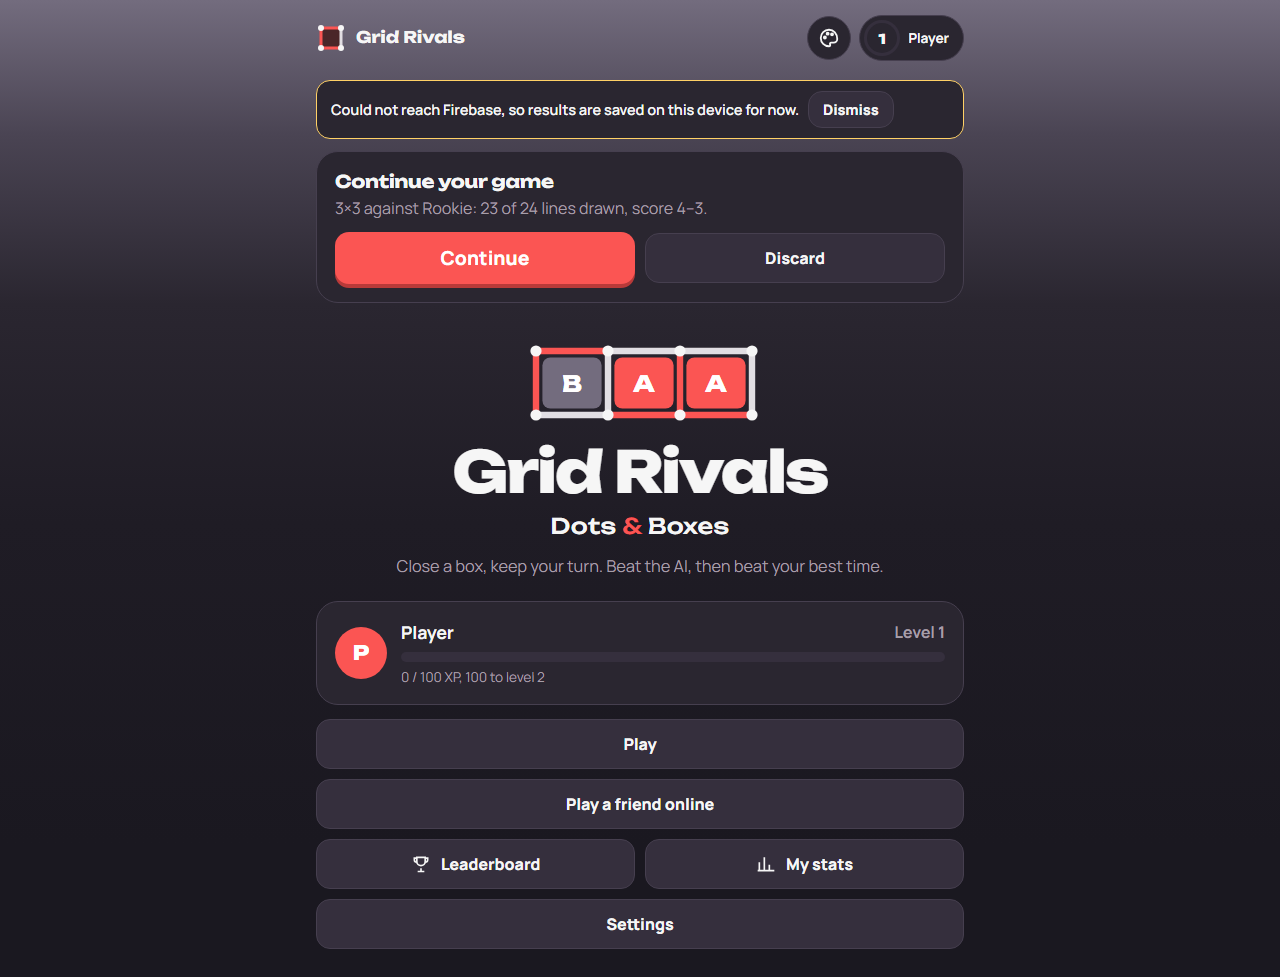 Grid Rivals
1 Player
Could not reach Firebase, so results are saved on this device for now. Dismiss
Continue your game
3×3 against Rookie: 23 of 24 lines drawn, score 4–3.
Continue Discard
B A A
Grid Rivals
Dots & Boxes
Close a box, keep your turn. Beat the AI, then beat your best time.
P Player Level 1
0 / 100 XP, 100 to level 2
Play
Play a friend online
Leaderboard My stats
Settings